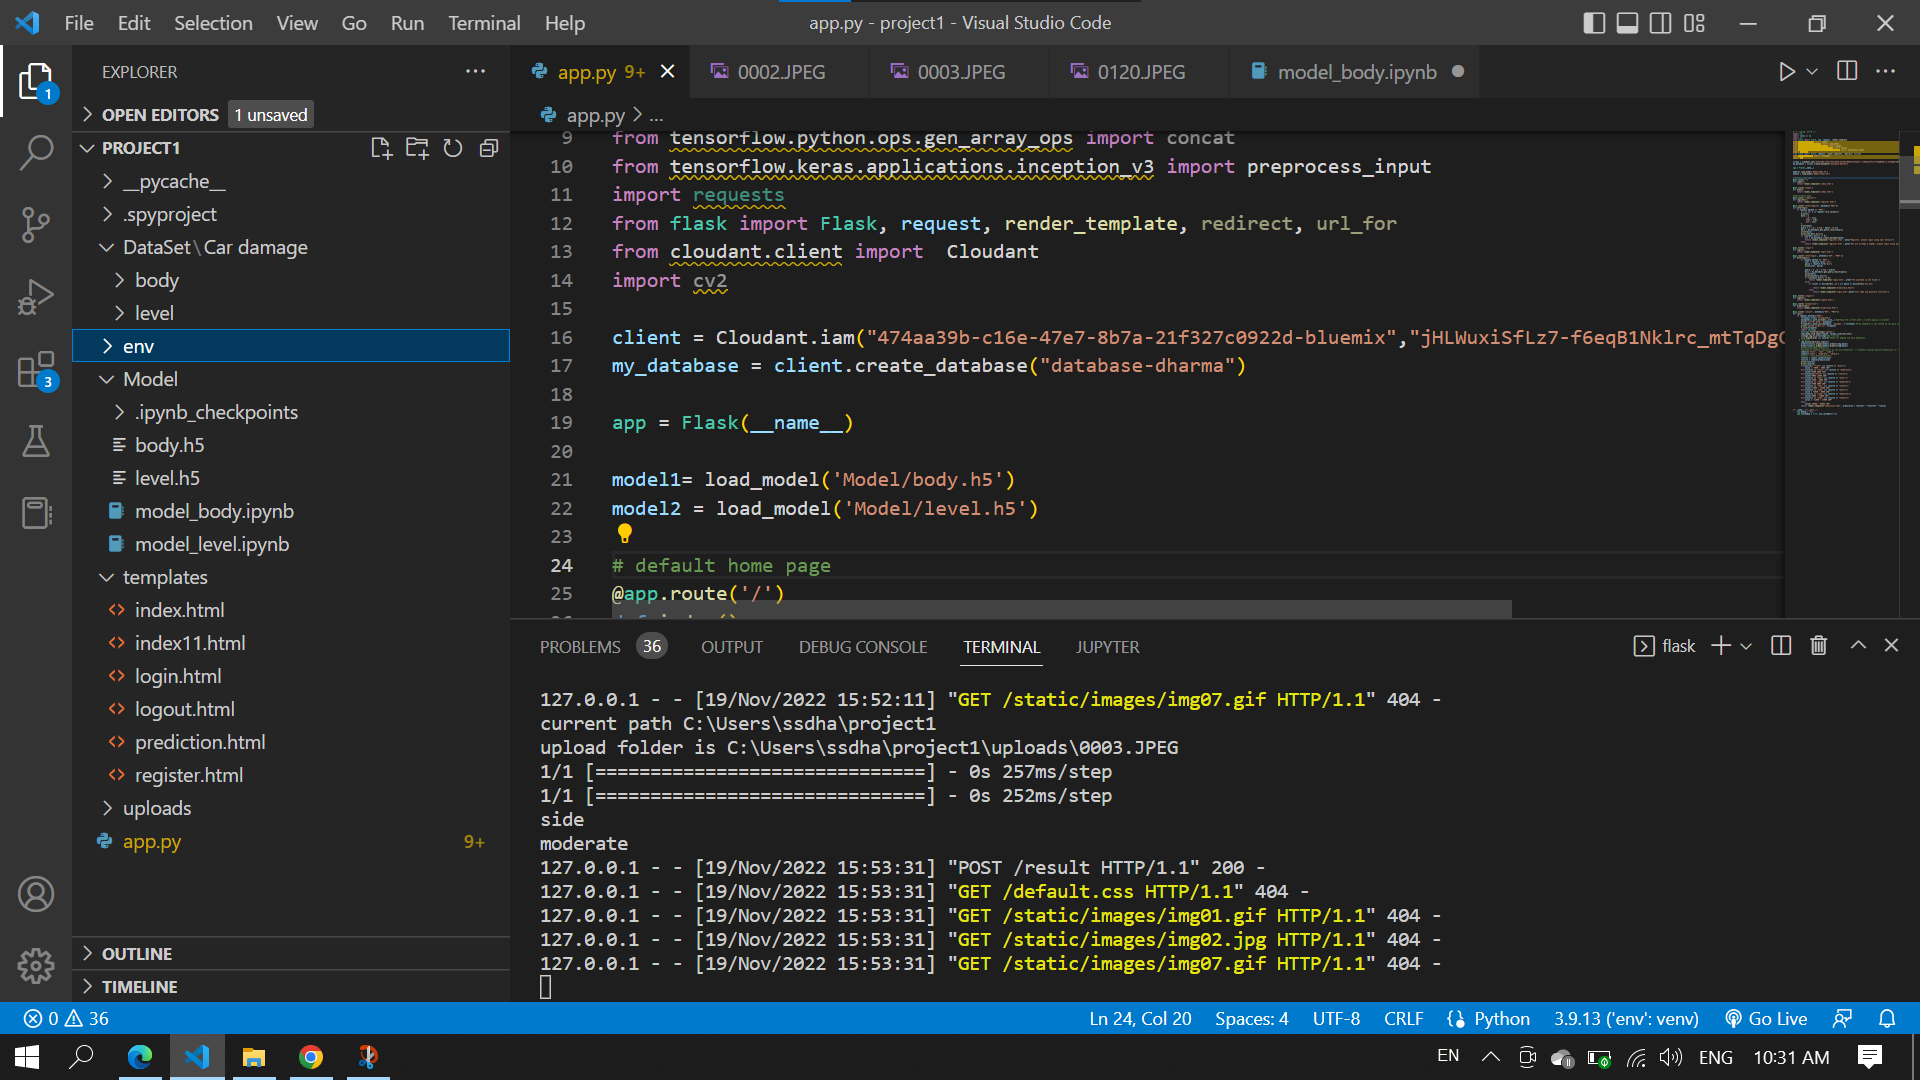 File Edit Selection View Go Run Terminal Help
app.py - project1 - Visual Studio Code
EXPLORER
OPEN EDITORS 1 unsaved
PROJECT1
__pycache__
.spyproject
DataSet\Car damage
body
level
env
Model
.ipynb_checkpoints
body.h5
level.h5
model_body.ipynb
model_level.ipynb
templates
index.html
index11.html
login.html
logout.html
prediction.html
register.html
uploads
app.py 9+
OUTLINE
TIMELINE
1
3
app.py 9+ 0002.JPEG 0003.JPEG 0120.JPEG model_body.ipynb
app.py > ...
9 from tensorflow.python.ops.gen_array_ops import concat
10 from tensorflow.keras.applications.inception_v3 import preprocess_input
11 import requests
12 from flask import Flask, request, render_template, redirect, url_for
13 from cloudant.client import  Cloudant
14 import cv2
15
16 client = Cloudant.iam("474aa39b-c16e-47e7-8b7a-21f327c0922d-bluemix","jHLWuxiSfLz7-f6eqB1Nklrc_mtTqDgC
17 my_database = client.create_database("database-dharma")
18
19 app = Flask(__name__)
20
21 model1= load_model('Model/body.h5')
22 model2 = load_model('Model/level.h5')
23
24 # default home page
25 @app.route('/')
PROBLEMS 36 OUTPUT DEBUG CONSOLE TERMINAL JUPYTER flask
127.0.0.1 - - [19/Nov/2022 15:52:11] "GET /static/images/img07.gif HTTP/1.1" 404 -
current path C:\Users\ssdha\project1
upload folder is C:\Users\ssdha\project1\uploads\0003.JPEG
1/1 [==============================] - 0s 257ms/step
1/1 [==============================] - 0s 252ms/step
side
moderate
127.0.0.1 - - [19/Nov/2022 15:53:31] "POST /result HTTP/1.1" 200 -
127.0.0.1 - - [19/Nov/2022 15:53:31] "GET /default.css HTTP/1.1" 404 -
127.0.0.1 - - [19/Nov/2022 15:53:31] "GET /static/images/img01.gif HTTP/1.1" 404 -
127.0.0.1 - - [19/Nov/2022 15:53:31] "GET /static/images/img02.jpg HTTP/1.1" 404 -
127.0.0.1 - - [19/Nov/2022 15:53:31] "GET /static/images/img07.gif HTTP/1.1" 404 -
0 36 Ln 24, Col 20 Spaces: 4 UTF-8 CRLF Python 3.9.13 ('env': venv) Go Live
EN ENG 10:31 AM